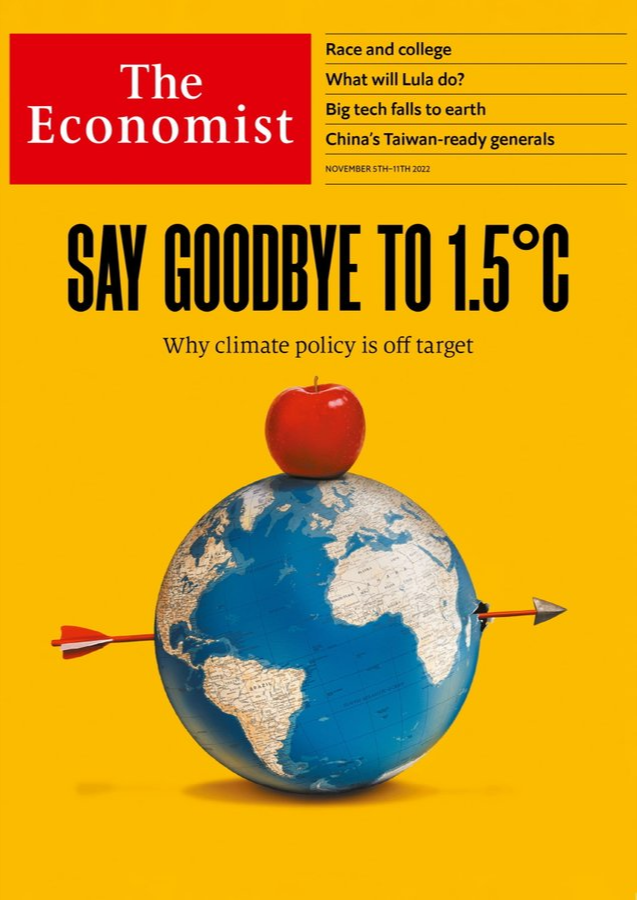 The
Economist
Race and college
What will Lula do?
Big tech falls to earth
China's Taiwan-ready generals
NOVEMBER 5TH–11TH 2022
SAY GOODBYE TO 1.5°C
Why climate policy is off target
BRAZIL